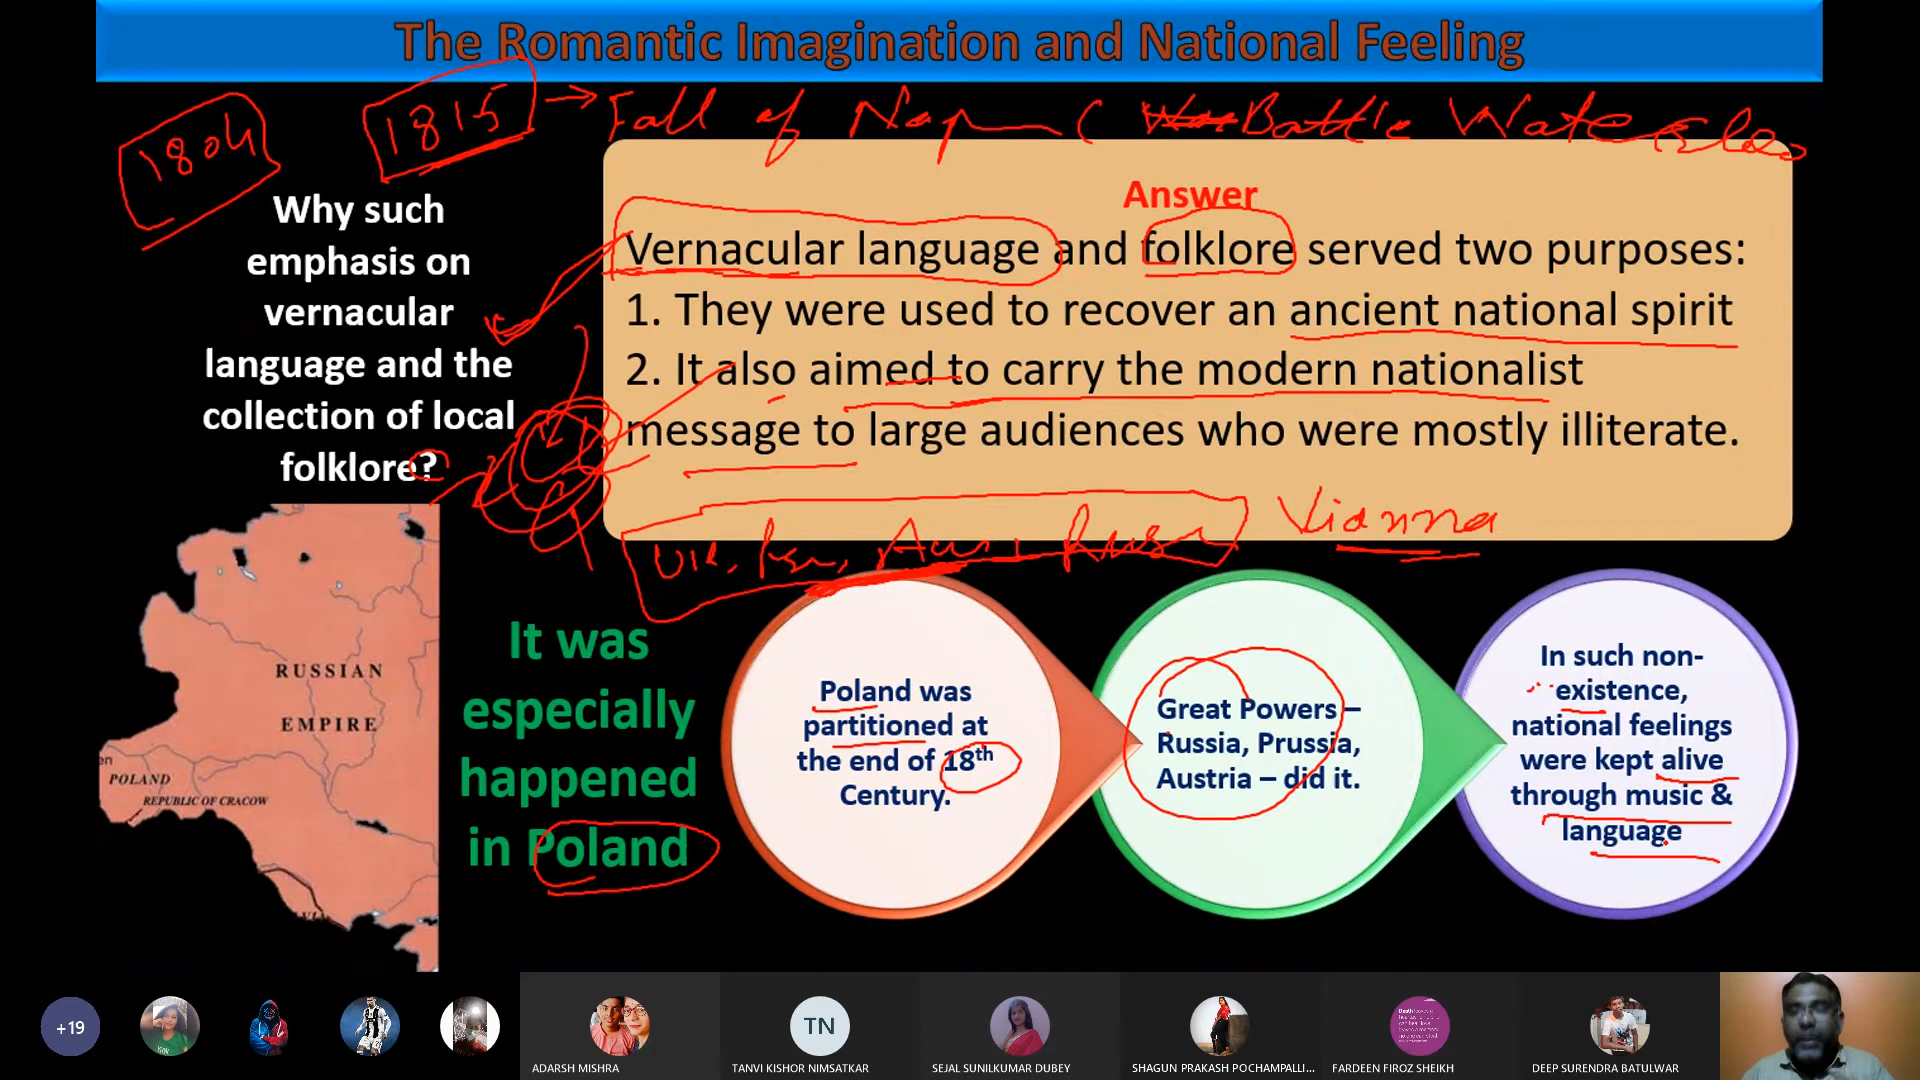 The Romantic Imagination and National Feeling
1804
1815 → Fall of Nap ( Battle Waterloo
Why such
emphasis on
vernacular
language and the
collection of local
folklore?
Answer
Vernacular language and folklore served two purposes:
1. They were used to recover an ancient national spirit
2. It also aimed to carry the modern nationalist
message to large audiences who were mostly illiterate.
UK, Aus, Russ
Vianna
RUSSIAN
EMPIRE
POLAND
REPUBLIC OF CRACOW
It was
especially
happened
in Poland
Poland was
partitioned at
the end of 18th
Century.
Great Powers –
Russia, Prussia,
Austria – did it.
In such non-
existence,
national feelings
were kept alive
through music &
language
+19
TN
ADARSH MISHRA
TANVI KISHOR NIMSATKAR
SEJAL SUNILKUMAR DUBEY
SHAGUN PRAKASH POCHAMPALLI...
FARDEEN FIROZ SHEIKH
DEEP SURENDRA BATULWAR